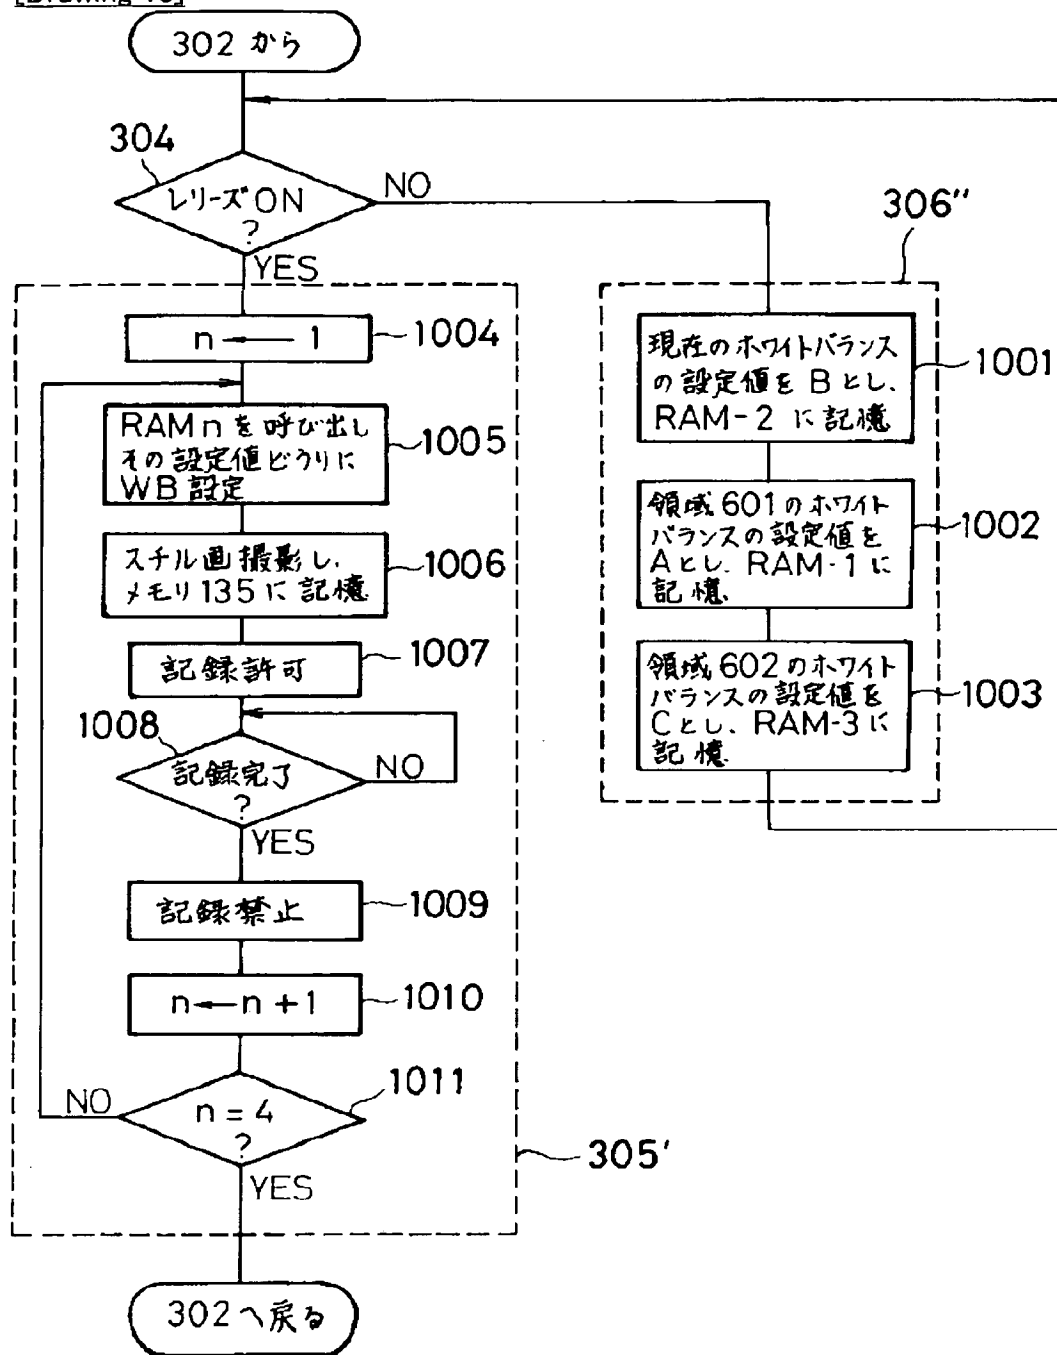 302 から
304
レリーズON
?
NO
YES
306"
1004
n ← 1
現在のホワイトバランス
の設定値を B とし、
RAM-2 に記憶
1001
RAM n を呼び出し
その設定値どうりに
WB 設定
1005
領域 601 のホワイト
バランスの設定値を
A とし、RAM-1 に
記憶
1002
スチル画撮影し、
メモリ 135 に記憶
1006
記録許可
1007
領域 602 のホワイト
バランスの設定値を
C とし、RAM-3 に
記憶
1003
1008
記録完了
?
NO
YES
記録禁止
1009
n ← n + 1
1010
1011
n = 4
?
NO
YES
305'
302 へ戻る